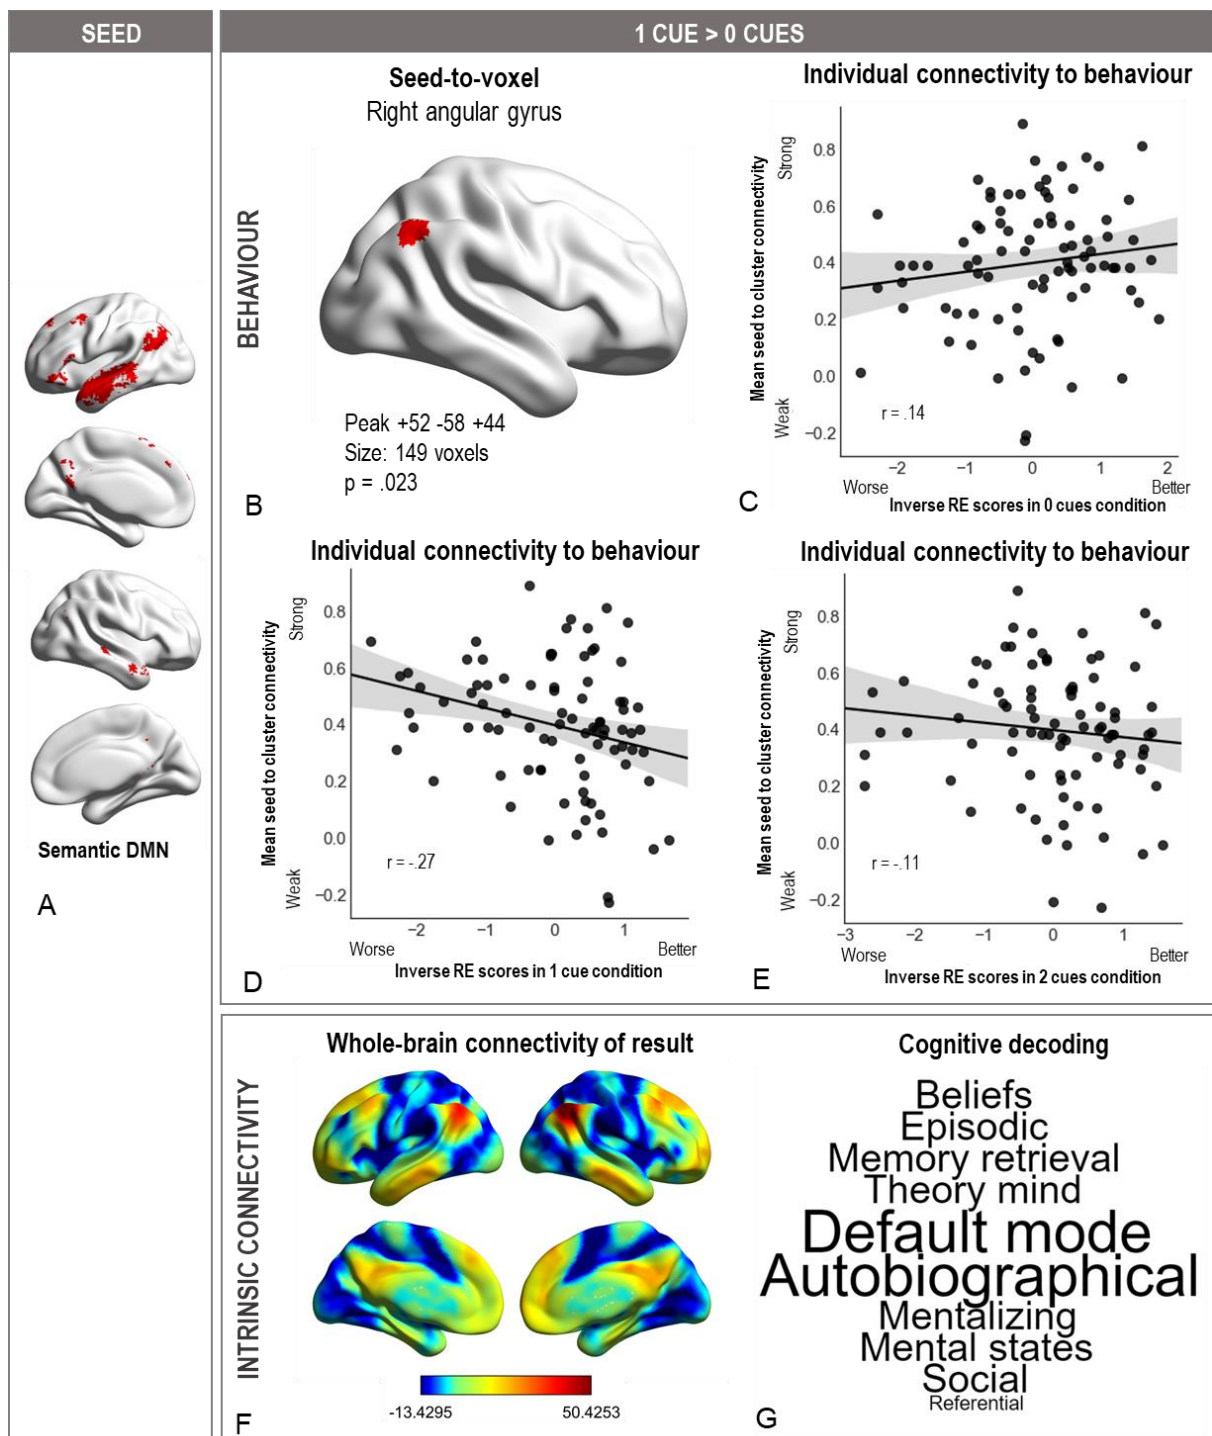 SEED
1 CUE > 0 CUES
Semantic DMN
A
BEHAVIOUR
Seed-to-voxel
Right angular gyrus
Peak +52 -58 +44
Size: 149 voxels
p = .023
B
Individual connectivity to behaviour
Mean seed to cluster connectivity
Strong
Weak
0.8
0.6
0.4
0.2
0.0
−0.2
r = .14
−2 −1 0 1 2
Worse Better
Inverse RE scores in 0 cues condition
C
Individual connectivity to behaviour
Mean seed to cluster connectivity
Strong
Weak
0.8
0.6
0.4
0.2
0.0
−0.2
r = -.27
−2 −1 0 1
Worse Better
Inverse RE scores in 1 cue condition
D
Individual connectivity to behaviour
Mean seed to cluster connectivity
Strong
Weak
0.8
0.6
0.4
0.2
0.0
−0.2
r = -.11
−3 −2 −1 0 1
Worse Better
Inverse RE scores in 2 cues condition
E
INTRINSIC CONNECTIVITY
Whole-brain connectivity of result
-13.4295 50.4253
F
Cognitive decoding
Beliefs
Episodic
Memory retrieval
Theory mind
Default mode
Autobiographical
Mentalizing
Mental states
Social
Referential
G